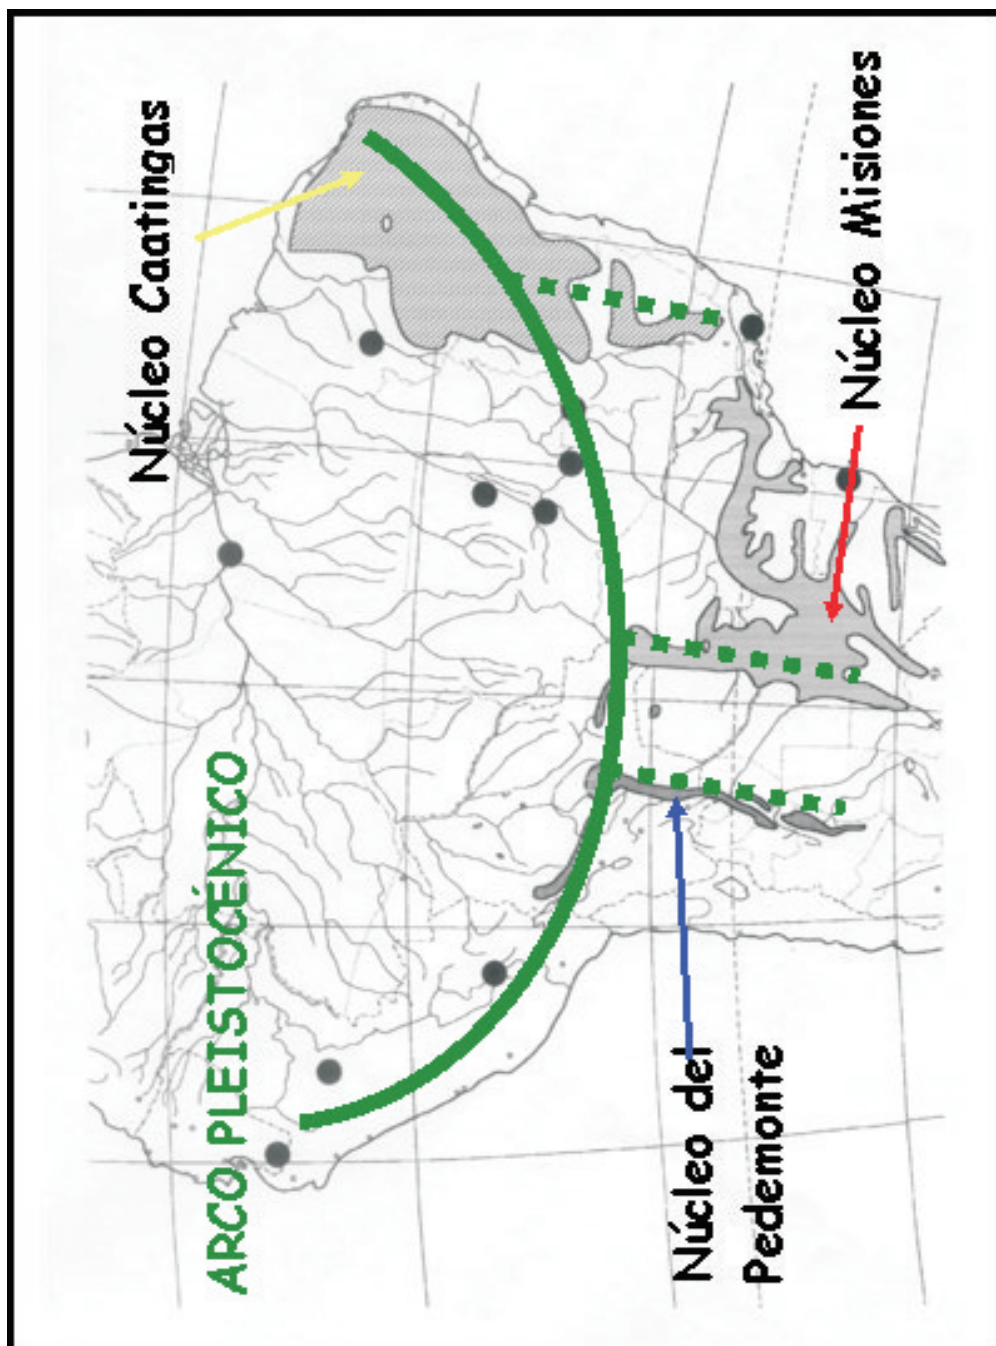 Núcleo Caatingas
ARCO PLEISTOCÉNICO
Núcleo Misiones
Núcleo del
Pedemonte